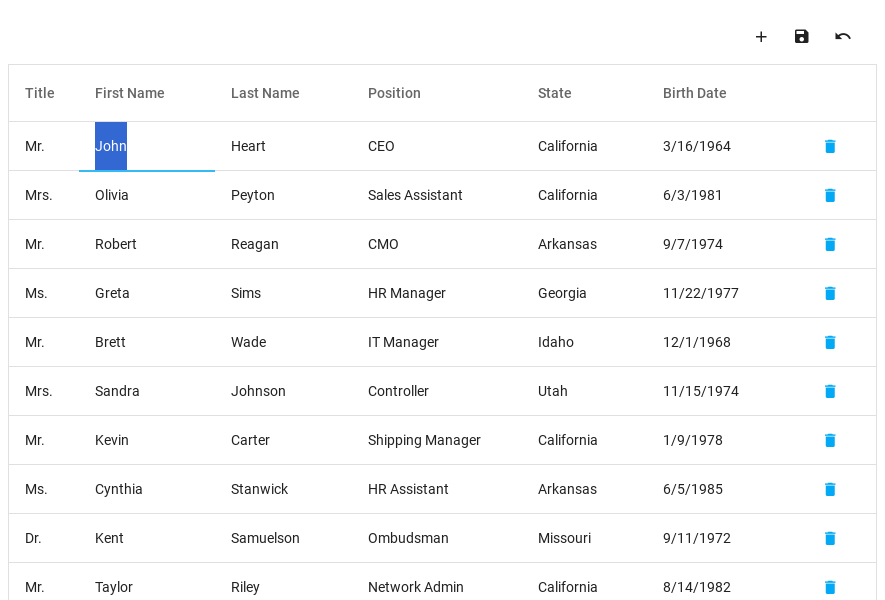 Title First Name Last Name Position State Birth Date
Mr. John Heart CEO California 3/16/1964
Mrs. Olivia Peyton Sales Assistant California 6/3/1981
Mr. Robert Reagan CMO Arkansas 9/7/1974
Ms. Greta Sims HR Manager Georgia 11/22/1977
Mr. Brett Wade IT Manager Idaho 12/1/1968
Mrs. Sandra Johnson Controller Utah 11/15/1974
Mr. Kevin Carter Shipping Manager California 1/9/1978
Ms. Cynthia Stanwick HR Assistant Arkansas 6/5/1985
Dr. Kent Samuelson Ombudsman Missouri 9/11/1972
Mr. Taylor Riley Network Admin California 8/14/1982